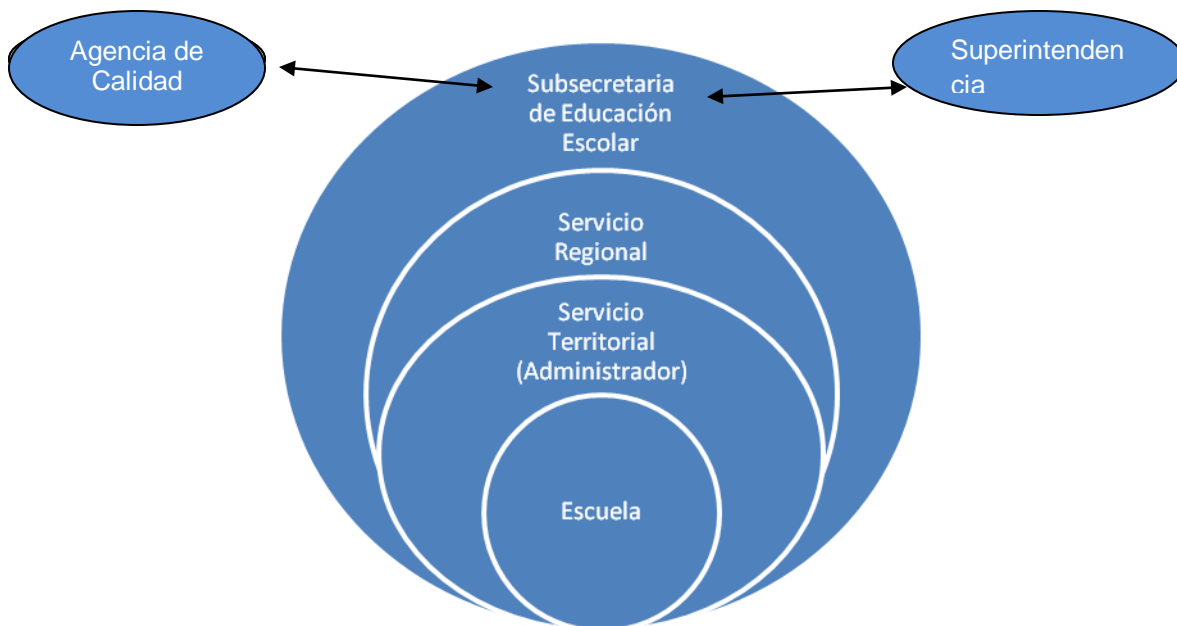 Agencia de
Calidad
Superintenden
cia
Subsecretaria
de Educación
Escolar
Servicio
Regional
Servicio
Territorial
(Administrador)
Escuela